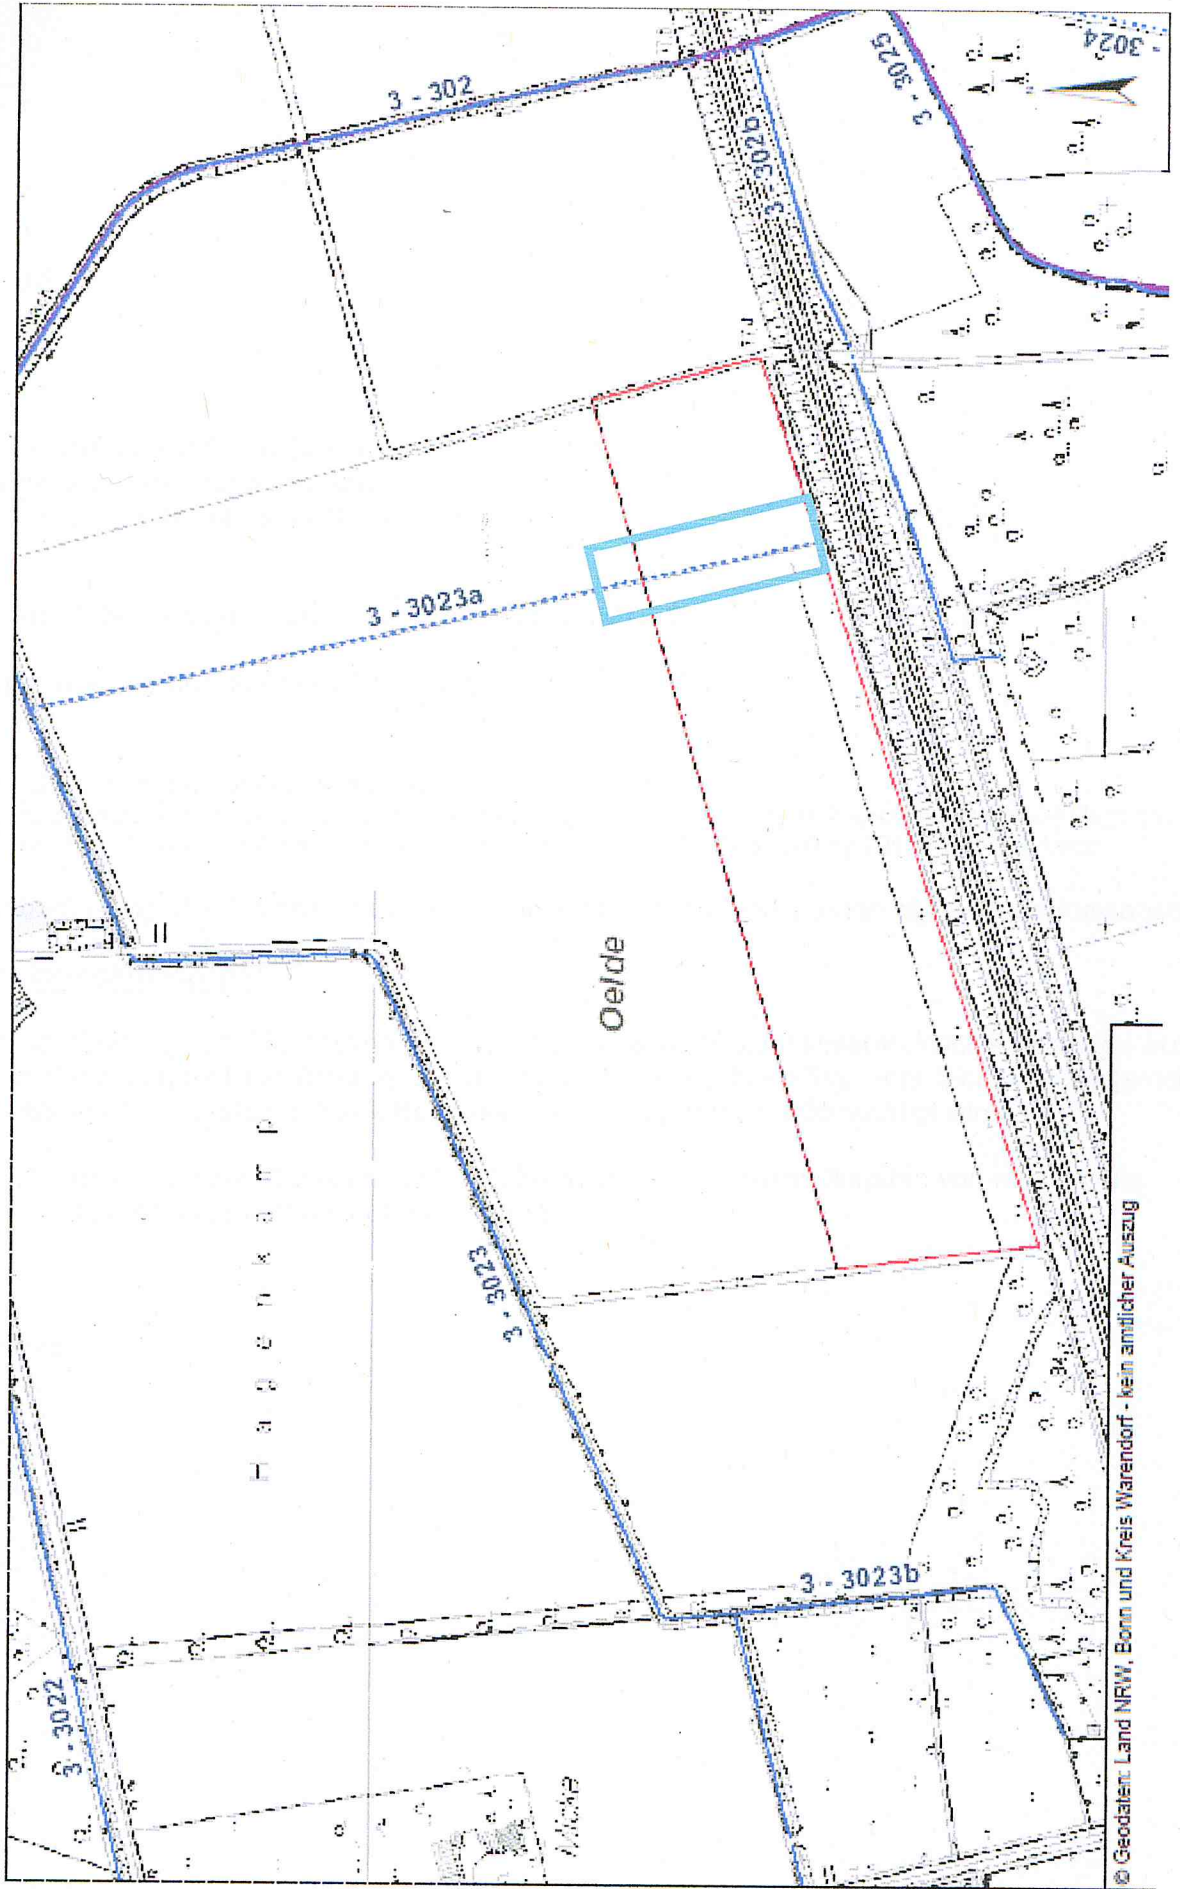 3 - 3022
3 - 3023
3 - 3023b
3 - 3023a
3 - 302
3 - 302b
3 - 3025
- 3024
Hagenkamp
Oelde
© Geodaten: Land NRW, Bonn und Kreis Warendorf - kein amtlicher Auszug